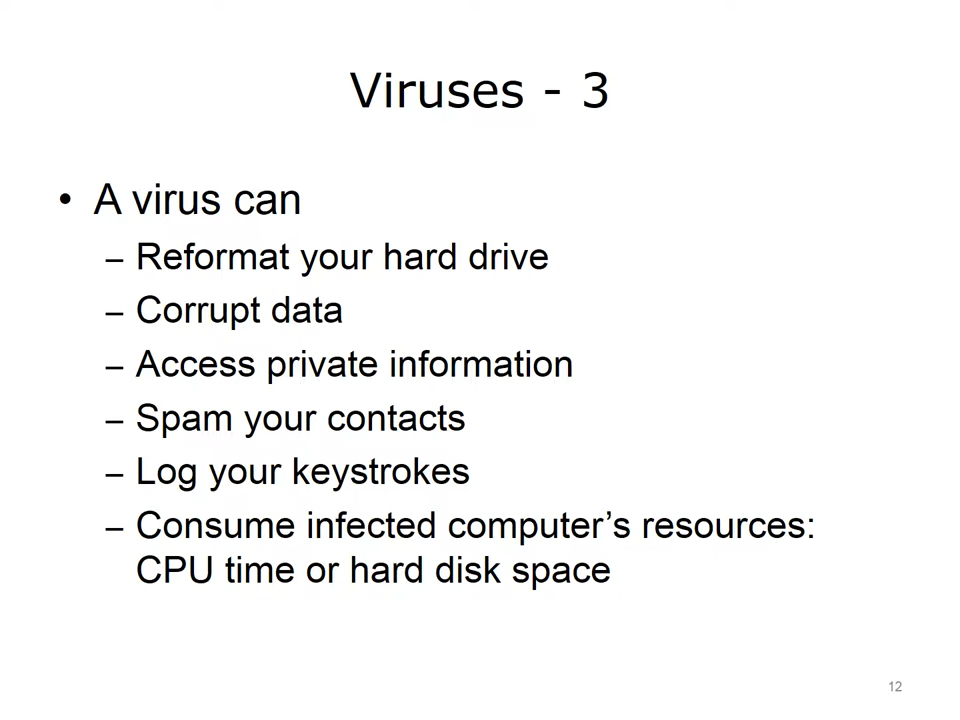 Viruses - 3
• A virus can
– Reformat your hard drive
– Corrupt data
– Access private information
– Spam your contacts
– Log your keystrokes
– Consume infected computer’s resources:
CPU time or hard disk space
12